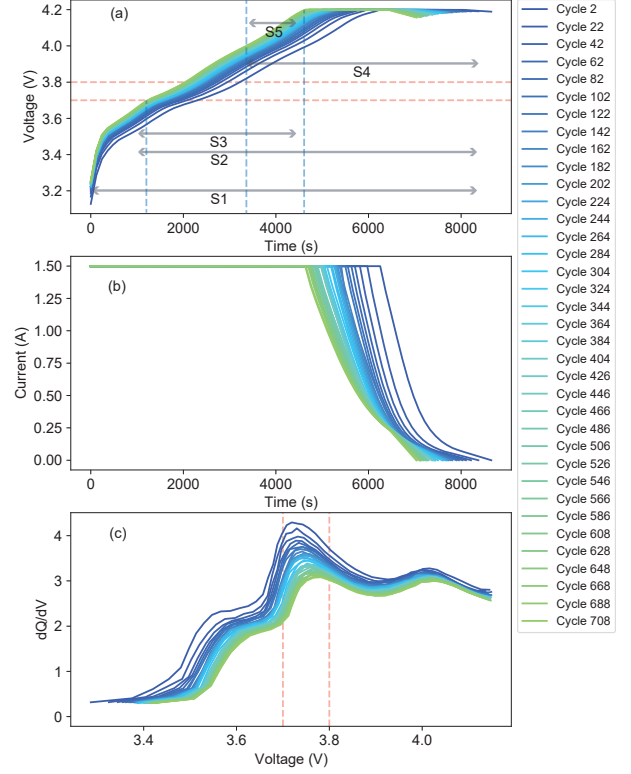 (a)
4.2
4.0
3.8
3.6
3.4
3.2
Voltage (V)
S5
S4
S3
S2
S1
0
2000
4000
6000
8000
Time (s)
(b)
1.50
1.25
1.00
0.75
0.50
0.25
0.00
Current (A)
0
2000
4000
6000
8000
Time (s)
(c)
4
3
2
1
0
dQ/dV
3.4
3.6
3.8
4.0
Voltage (V)
Cycle 2
Cycle 22
Cycle 42
Cycle 62
Cycle 82
Cycle 102
Cycle 122
Cycle 142
Cycle 162
Cycle 182
Cycle 202
Cycle 224
Cycle 244
Cycle 264
Cycle 284
Cycle 304
Cycle 324
Cycle 344
Cycle 364
Cycle 384
Cycle 404
Cycle 426
Cycle 446
Cycle 466
Cycle 486
Cycle 506
Cycle 526
Cycle 546
Cycle 566
Cycle 586
Cycle 608
Cycle 628
Cycle 648
Cycle 668
Cycle 688
Cycle 708